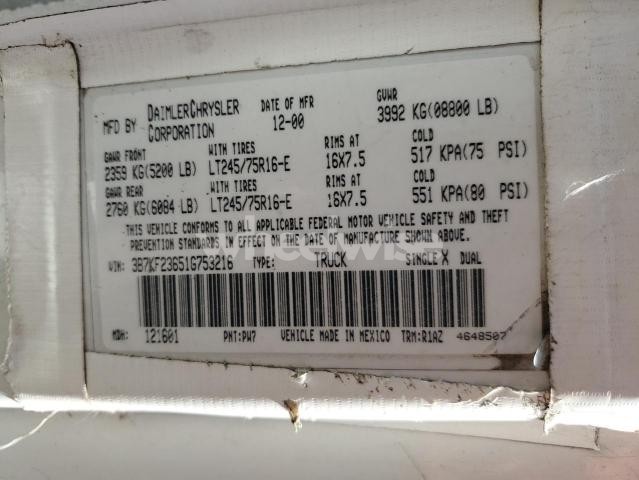 MFD BY DAIMLERCHRYSLER CORPORATION DATE OF MFR 12-00 GVWR 3992 KG(08800 LB)
GAWR FRONT WITH TIRES RIMS AT COLD
2359 KG(5200 LB) LT245/75R16-E 16X7.5 517 KPA(75 PSI)
GAWR REAR WITH TIRES RIMS AT COLD
2760 KG(6084 LB) LT245/75R16-E 16X7.5 551 KPA(80 PSI)
THIS VEHICLE CONFORMS TO ALL APPLICABLE FEDERAL MOTOR VEHICLE SAFETY AND THEFT
PREVENTION STANDARDS IN EFFECT ON THE DATE OF MANUFACTURE SHOWN ABOVE.
VIN: 3B7KF23651G753216 TYPE: TRUCK SINGLE X DUAL
MDH: 121601 PNT:PW7 VEHICLE MADE IN MEXICO TRM:R1AZ 4648507